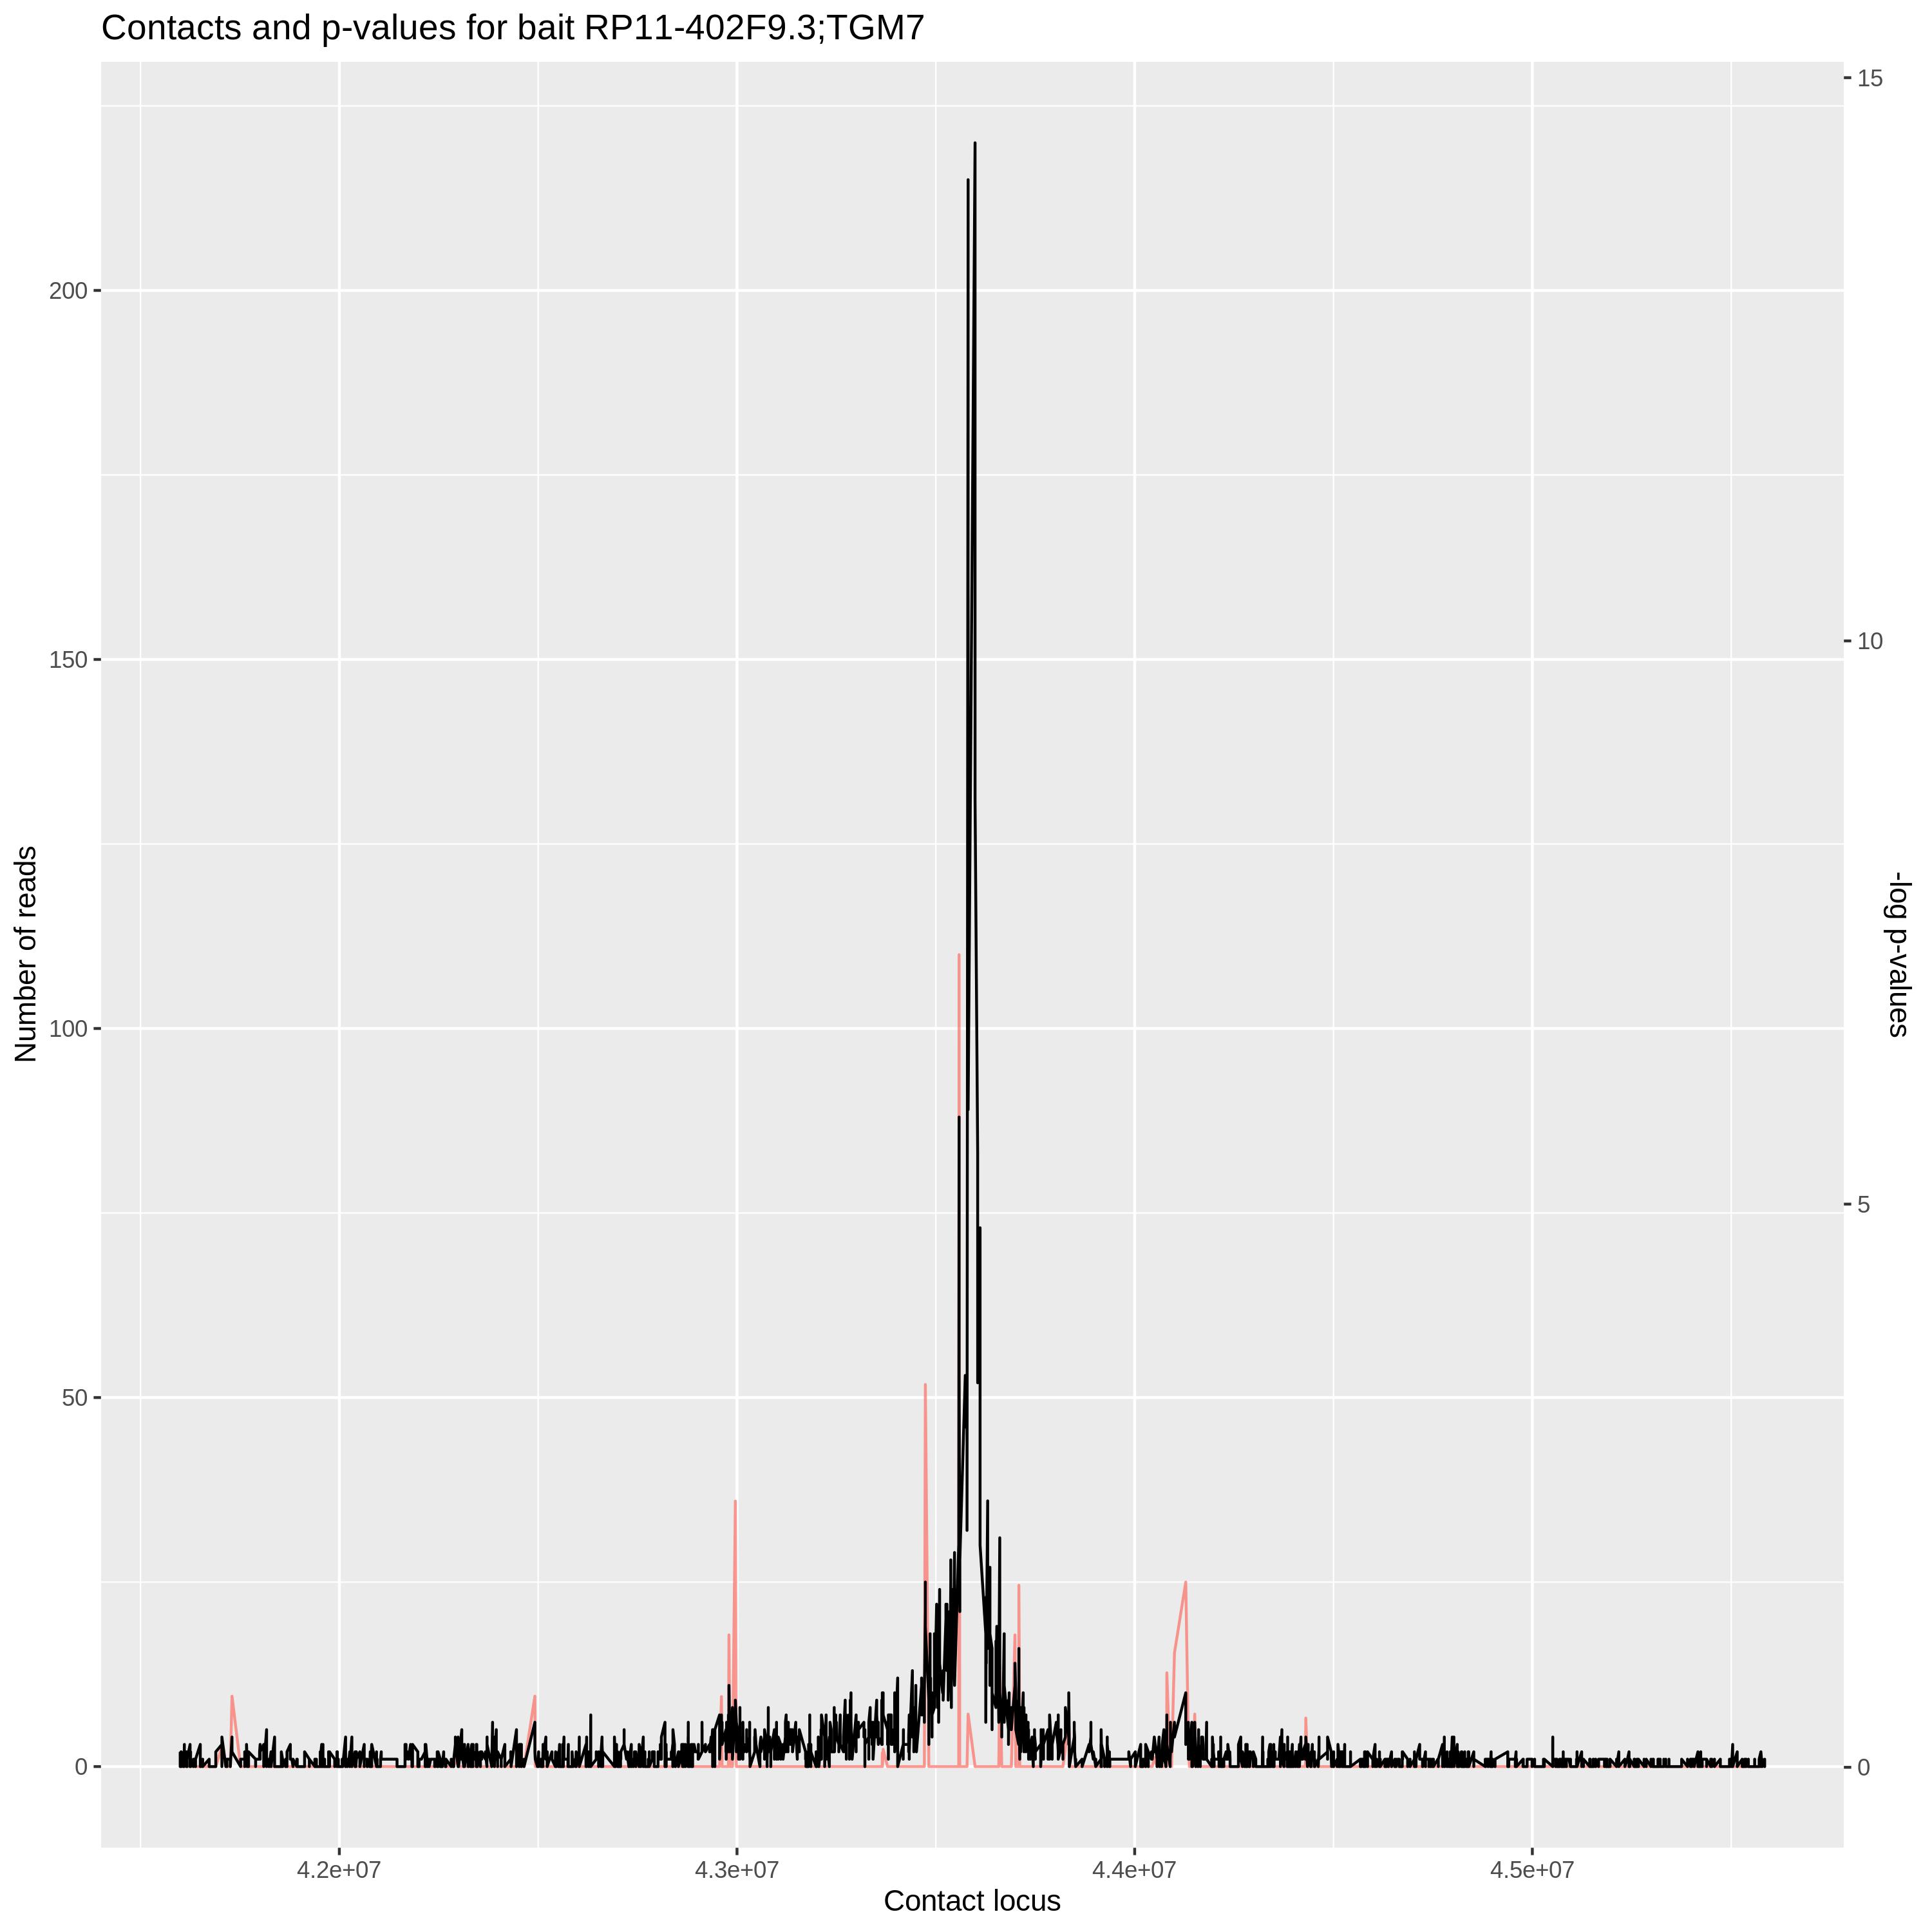 Contacts and p-values for bait RP11-402F9.3;TGM7
15
200
10
150
Number of reads
-log p-values
100
5
50
0
0
4.2e+07
4.3e+07
4.4e+07
4.5e+07
Contact locus